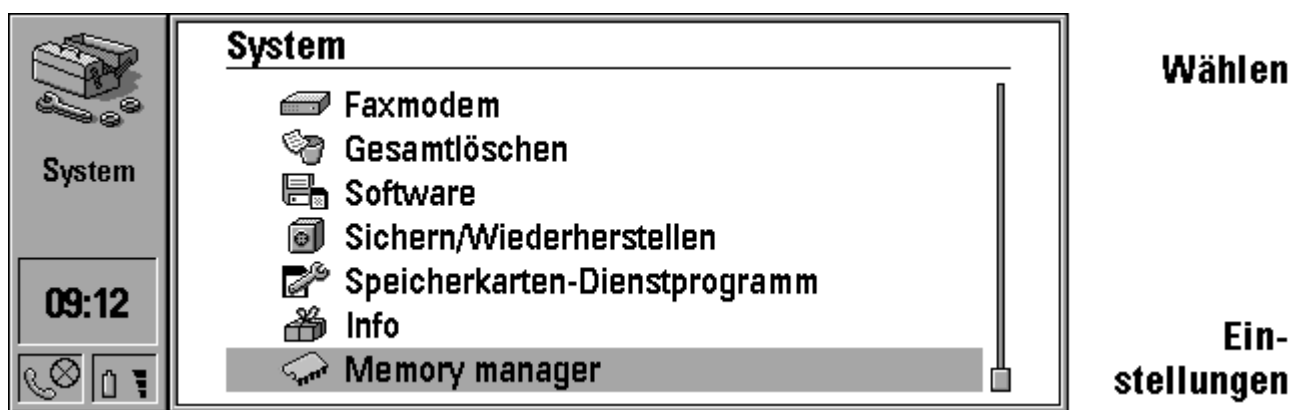 System
09:12
System
Faxmodem
Gesamtlöschen
Software
Sichern/Wiederherstellen
Speicherkarten-Dienstprogramm
Info
Memory manager
Wählen
Ein-
stellungen